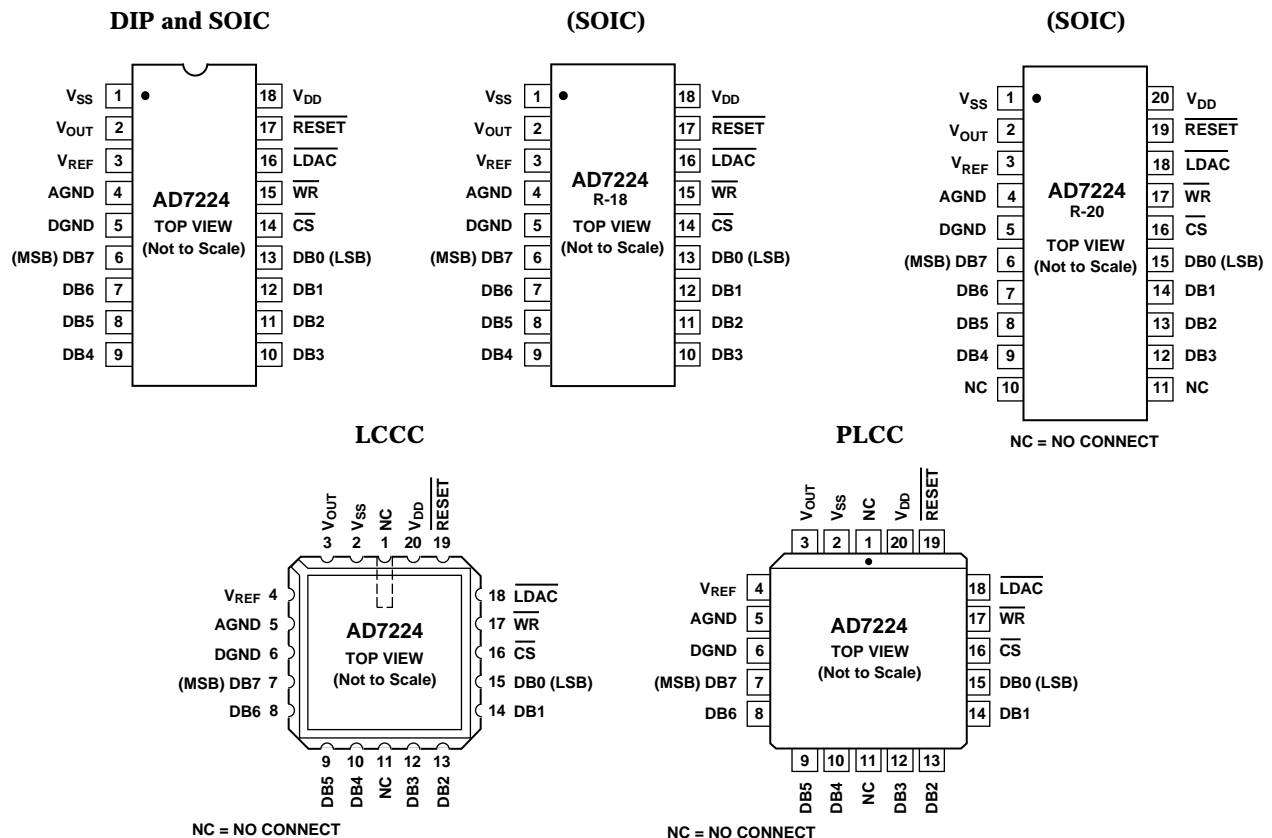 DIP and SOIC
VSS 1 18 VDD
VOUT 2 17 RESET
VREF 3 16 LDAC
AGND 4 15 WR
DGND 5 14 CS
(MSB) DB7 6 13 DB0 (LSB)
DB6 7 12 DB1
DB5 8 11 DB2
DB4 9 10 DB3
AD7224
TOP VIEW
(Not to Scale)
(SOIC)
VSS 1 18 VDD
VOUT 2 17 RESET
VREF 3 16 LDAC
AGND 4 15 WR
DGND 5 14 CS
(MSB) DB7 6 13 DB0 (LSB)
DB6 7 12 DB1
DB5 8 11 DB2
DB4 9 10 DB3
AD7224
R-18
TOP VIEW
(Not to Scale)
(SOIC)
VSS 1 20 VDD
VOUT 2 19 RESET
VREF 3 18 LDAC
AGND 4 17 WR
DGND 5 16 CS
(MSB) DB7 6 15 DB0 (LSB)
DB6 7 14 DB1
DB5 8 13 DB2
DB4 9 12 DB3
NC 10 11 NC
AD7224
R-20
TOP VIEW
(Not to Scale)
NC = NO CONNECT
LCCC
VOUT VSS NC VDD RESET
3 2 1 20 19
VREF 4 18 LDAC
AGND 5 17 WR
DGND 6 16 CS
(MSB) DB7 7 15 DB0 (LSB)
DB6 8 14 DB1
AD7224
TOP VIEW
(Not to Scale)
9 10 11 12 13
DB5 DB4 NC DB3 DB2
NC = NO CONNECT
PLCC
VOUT VSS NC VDD RESET
3 2 1 20 19
VREF 4 18 LDAC
AGND 5 17 WR
DGND 6 16 CS
(MSB) DB7 7 15 DB0 (LSB)
DB6 8 14 DB1
AD7224
TOP VIEW
(Not to Scale)
9 10 11 12 13
DB5 DB4 NC DB3 DB2
NC = NO CONNECT